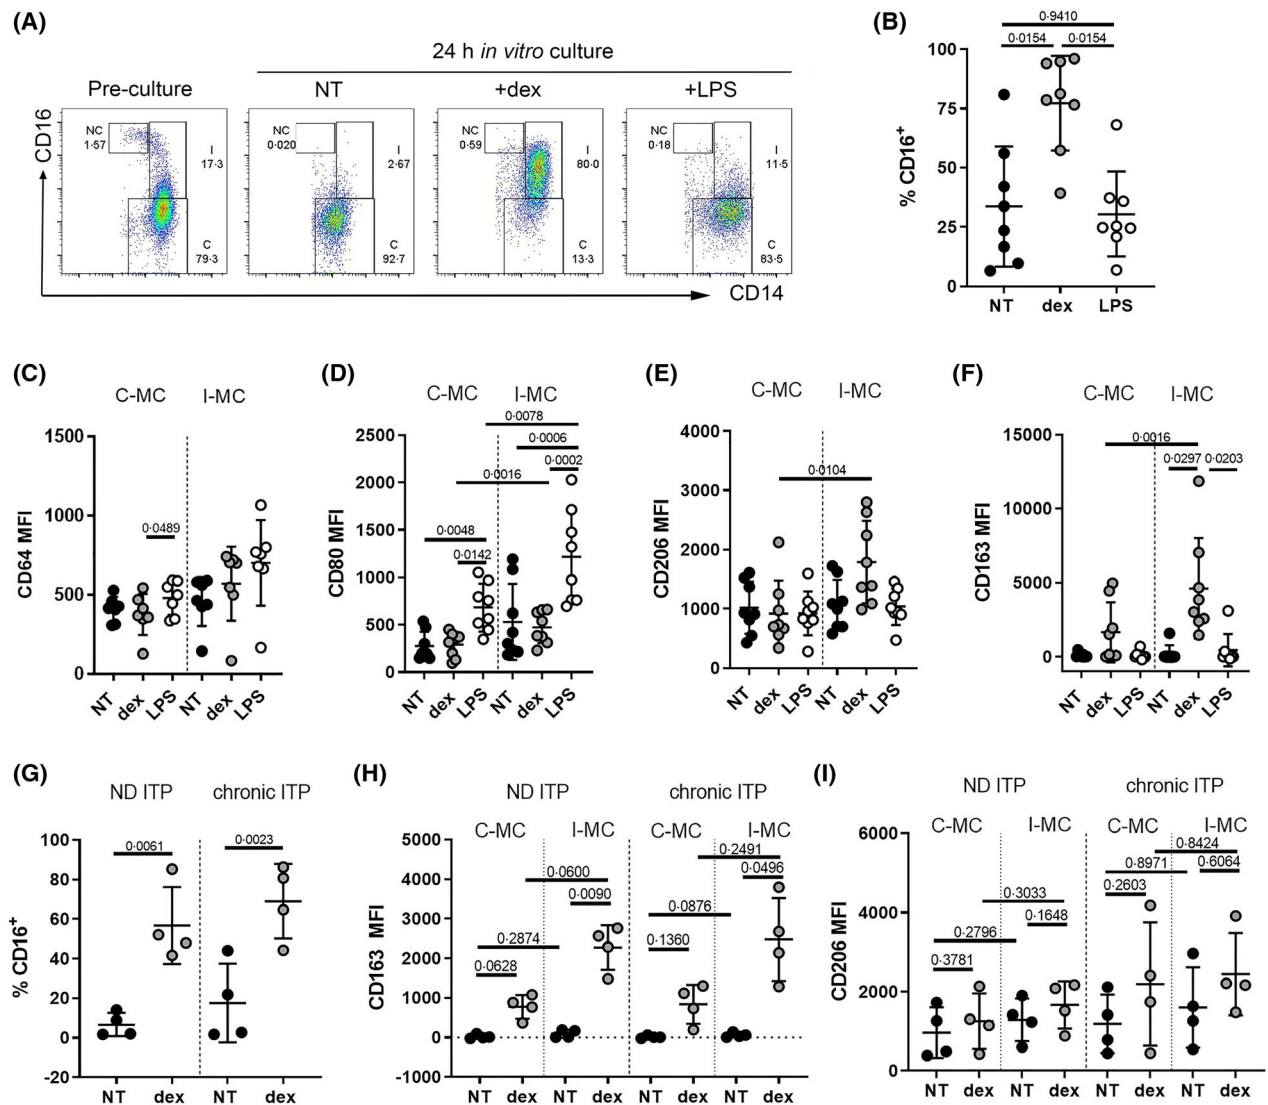 (A)
24 h in vitro culture
Pre-culture
NT
+dex
+LPS
CD16
NC
1·57
I
17·3
C
79·3
NC
0·020
I
2·67
C
92·7
NC
0·59
I
80·0
C
13·3
NC
0·18
I
11·5
C
83·5
CD14
(B)
0·9410
0·0154 0·0154
100
75
50
25
0
% CD16+
NT dex LPS
(C)
C-MC I-MC
1500
1000
500
0
CD64 MFI
0·0489
NT dex LPS NT dex LPS
(D)
C-MC I-MC
0·0078
0·0006
0·0002
0·0016
0·0048
0·0142
2500
2000
1500
1000
500
0
CD80 MFI
NT dex LPS NT dex LPS
(E)
C-MC I-MC
0·0104
4000
3000
2000
1000
0
CD206 MFI
NT dex LPS NT dex LPS
(F)
C-MC I-MC
0·0016
0·0297 0·0203
15000
10000
5000
0
CD163 MFI
NT dex LPS NT dex LPS
(G)
ND ITP chronic ITP
0·0061 0·0023
100
80
60
40
20
0
-20
% CD16+
NT dex NT dex
(H)
ND ITP chronic ITP
C-MC I-MC C-MC I-MC
0·2491
0·0496
0·0600
0·0090
0·0876
0·2874
0·1360
0·0628
5000
4000
3000
2000
1000
0
-1000
CD163 MFI
NT dex NT dex NT dex NT dex
(I)
ND ITP chronic ITP
C-MC I-MC C-MC I-MC
0·8424
0·8971 0·6064
0·2603
0·3033
0·1648
0·2796
0·3781
6000
4000
2000
0
CD206 MFI
NT dex NT dex NT dex NT dex